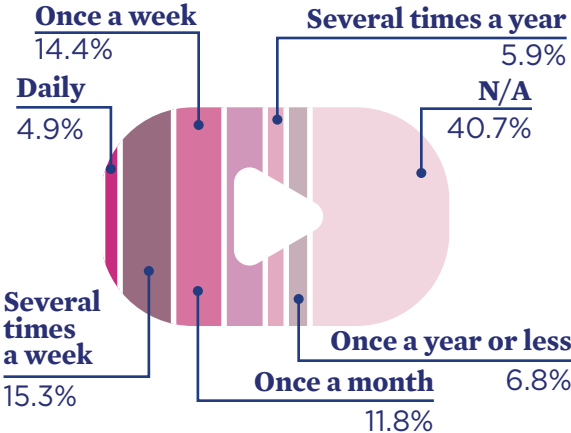 Once a week
14.4%
Several times a year
5.9%
Daily
4.9%
N/A
40.7%
Several
times
a week
15.3%
Once a year or less
6.8%
Once a month
11.8%